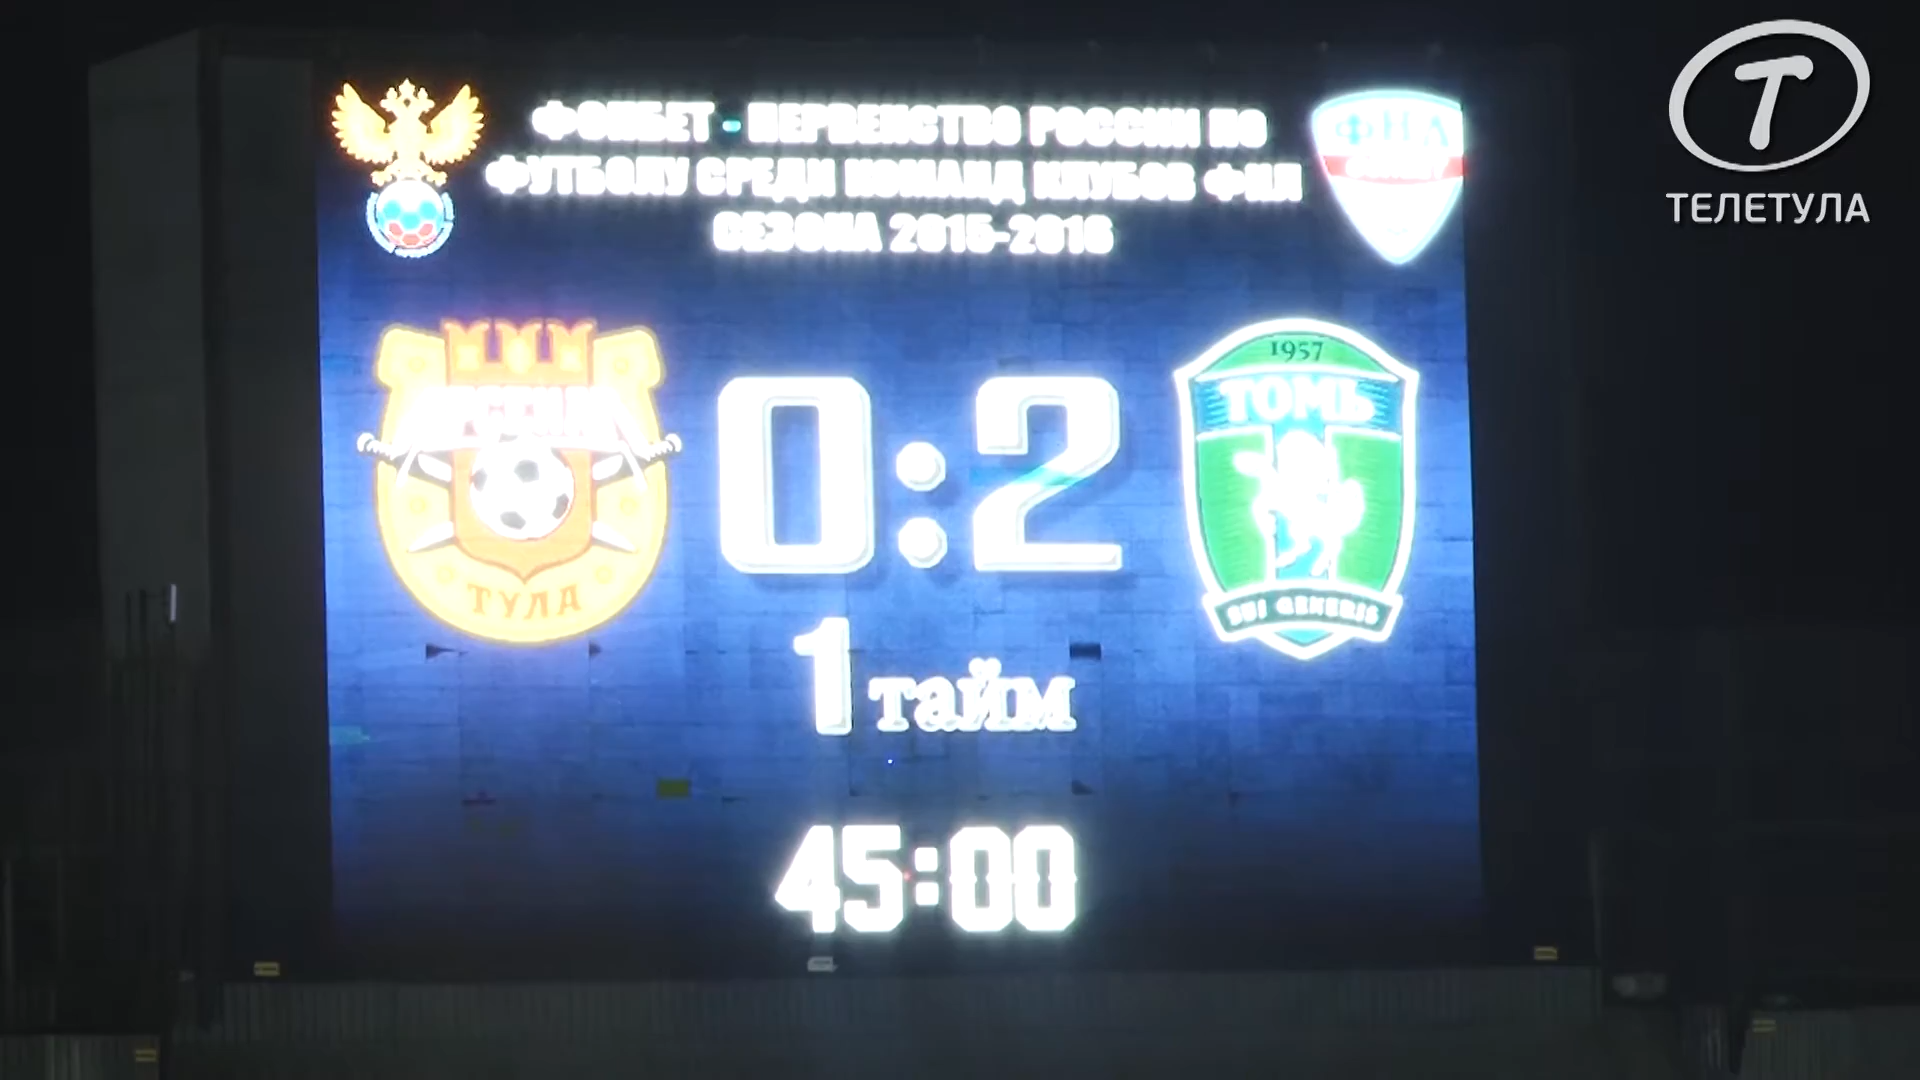 ФОНБЕТ - ПЕРВЕНСТВО РОССИИ ПО
ФУТБОЛУ СРЕДИ КОМАНД КЛУБОВ ФНЛ
СЕЗОНА 2015-2016
ФНЛ
ТЕЛЕТУЛА
ТУЛА
0:2
1957
ТОМЬ
SUI GENERIS
1 тайм
45:00